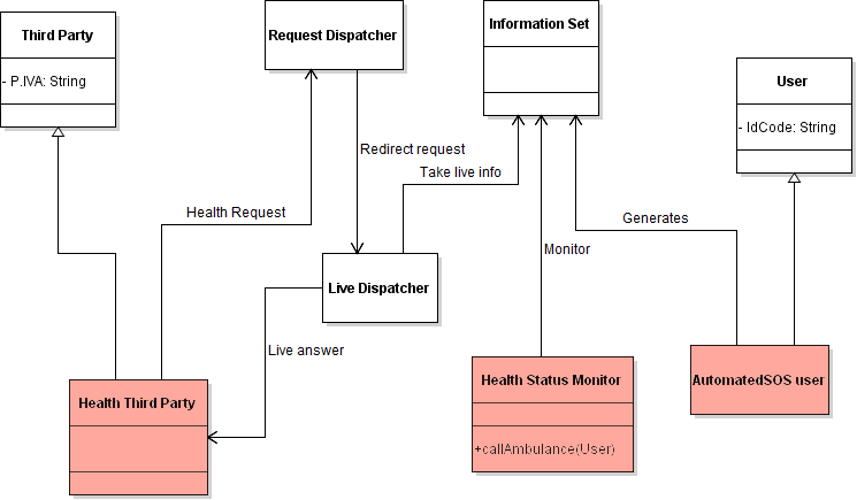 Third Party
- P.IVA: String
Request Dispatcher
Information Set
User
- IdCode: String
Redirect request
Take live info
Health Request
Generates
Monitor
Live Dispatcher
Live answer
Health Third Party
Health Status Monitor
+callAmbulance(User)
AutomatedSOS user